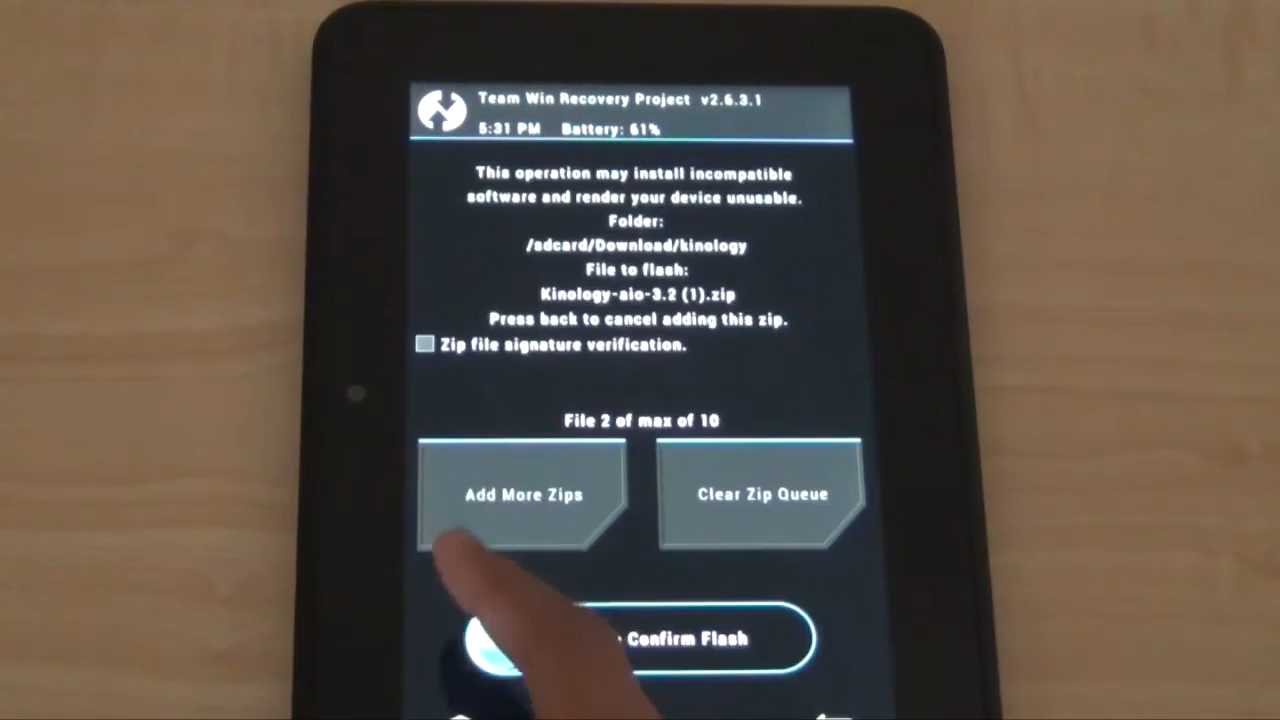 Team Win Recovery Project v2.6.3.1
5:31 PM Battery: 61%
This operation may install incompatible
software and render your device unusable.
Folder:
/sdcard/Download/kinology
File to flash:
Kinology-aio-3.2 (1).zip
Press back to cancel adding this zip.
Zip file signature verification.
File 2 of max of 10
Add More Zips
Clear Zip Queue
Confirm Flash